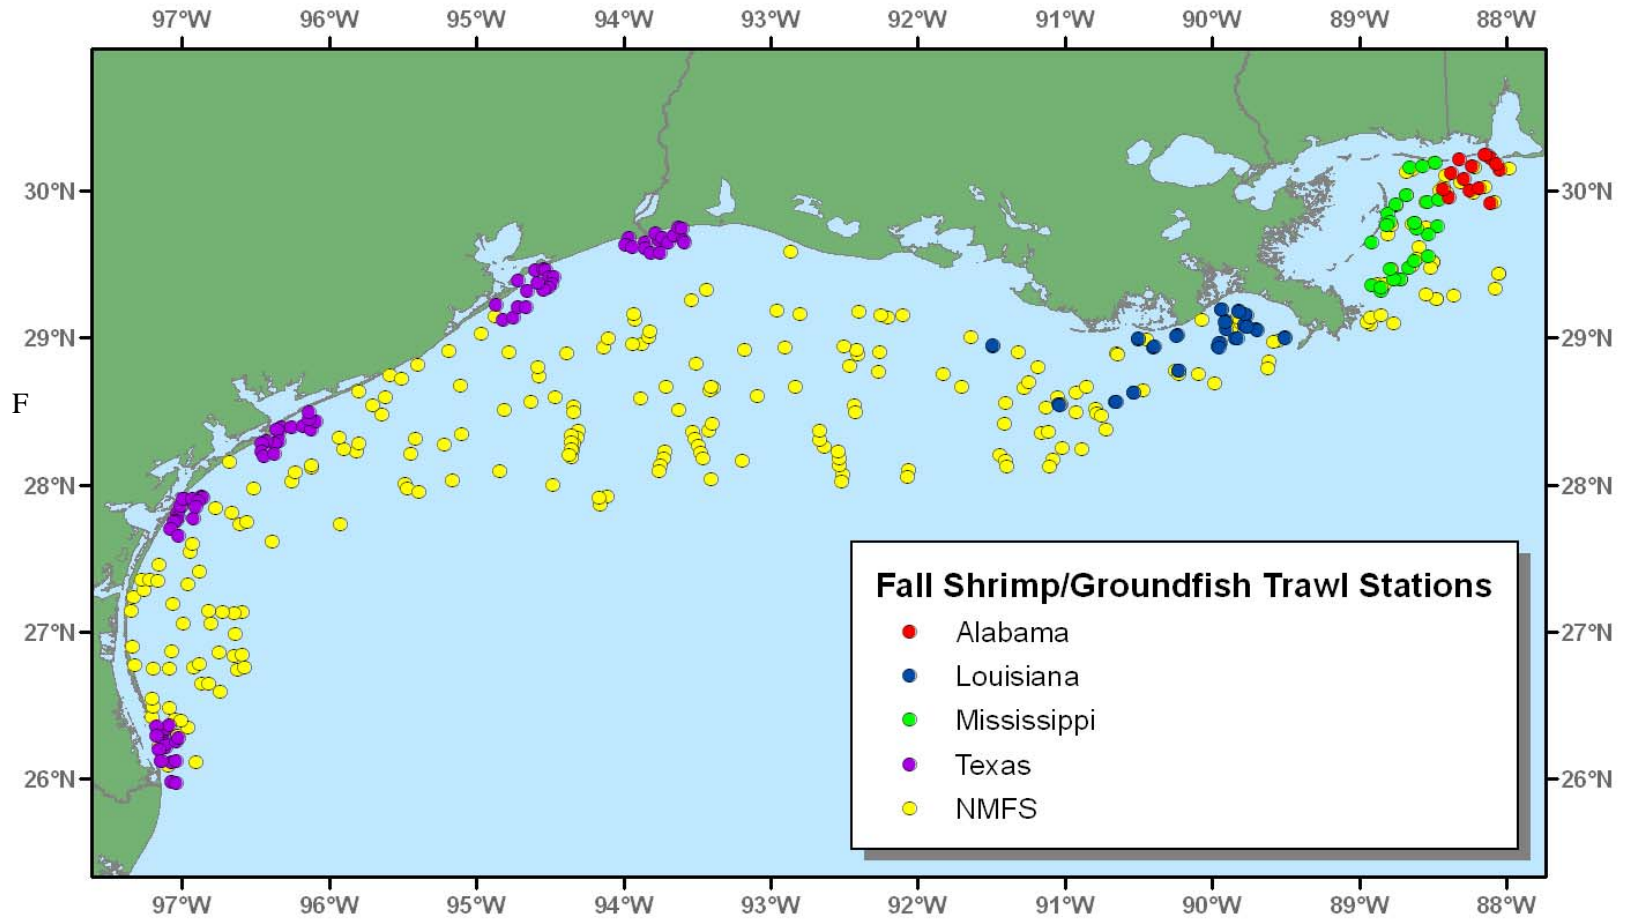 97°W 96°W 95°W 94°W 93°W 92°W 91°W 90°W 89°W 88°W
30°N 30°N
29°N 29°N
F
28°N 28°N
Fall Shrimp/Groundfish Trawl Stations
Alabama
27°N 27°N
Louisiana
Mississippi
Texas
26°N 26°N
NMFS
97°W 96°W 95°W 94°W 93°W 92°W 91°W 90°W 89°W 88°W